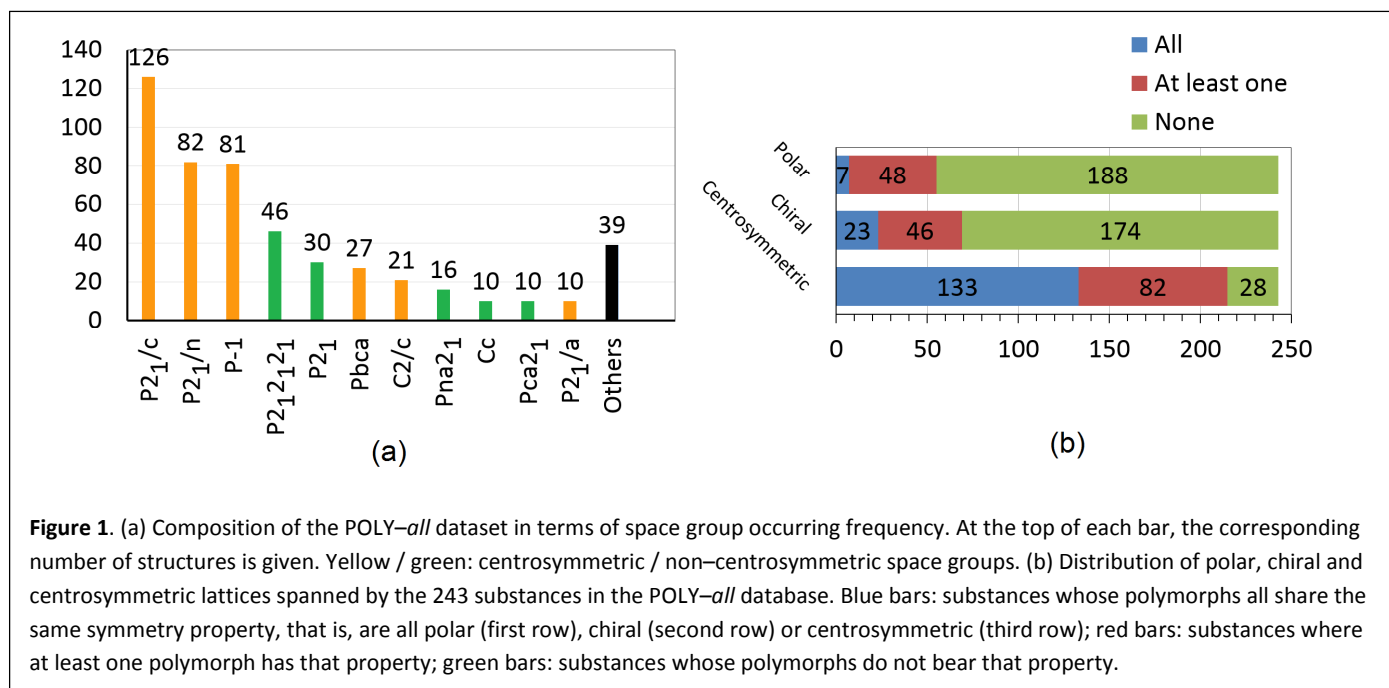 140
120
100
80
60
40
20
0
126
82
81
46
30
27
21
16
10
10
10
39
P2₁/c
P2₁/n
P-1
P2₁2₁2₁
P2₁
Pbca
C2/c
Pna2₁
Cc
Pca2₁
P2₁/a
Others
(a)
All
At least one
None
Polar
7 48 188
Chiral
23 46 174
Centrosymmetric
133 82 28
0 50 100 150 200 250
(b)
Figure 1. (a) Composition of the POLY–all dataset in terms of space group occurring frequency. At the top of each bar, the corresponding
number of structures is given. Yellow / green: centrosymmetric / non–centrosymmetric space groups. (b) Distribution of polar, chiral and
centrosymmetric lattices spanned by the 243 substances in the POLY–all database. Blue bars: substances whose polymorphs all share the
same symmetry property, that is, are all polar (first row), chiral (second row) or centrosymmetric (third row); red bars: substances where
at least one polymorph has that property; green bars: substances whose polymorphs do not bear that property.